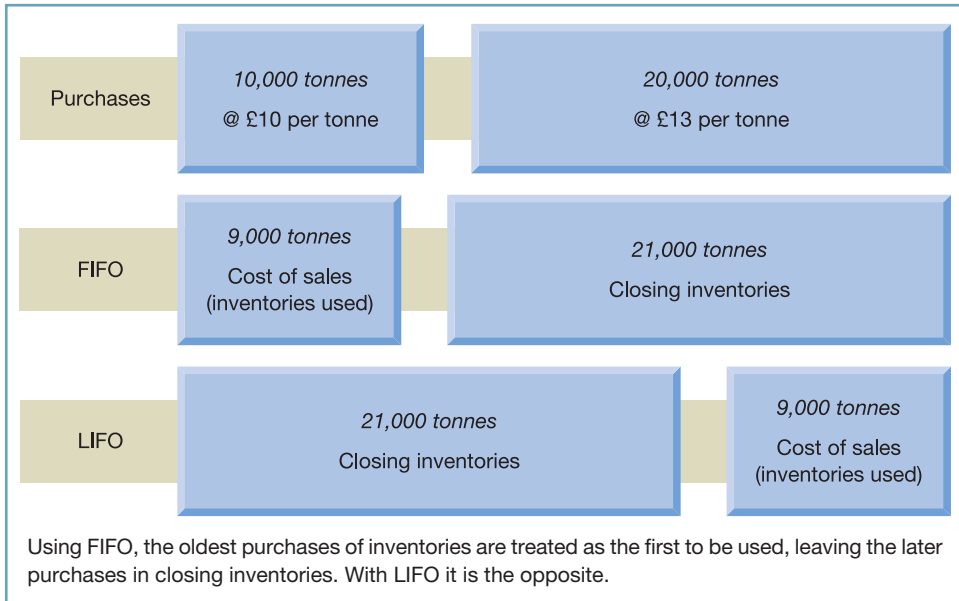 Purchases
10,000 tonnes
@ £10 per tonne
20,000 tonnes
@ £13 per tonne
FIFO
9,000 tonnes
Cost of sales
(inventories used)
21,000 tonnes
Closing inventories
LIFO
21,000 tonnes
Closing inventories
9,000 tonnes
Cost of sales
(inventories used)
Using FIFO, the oldest purchases of inventories are treated as the first to be used, leaving the later
purchases in closing inventories. With LIFO it is the opposite.